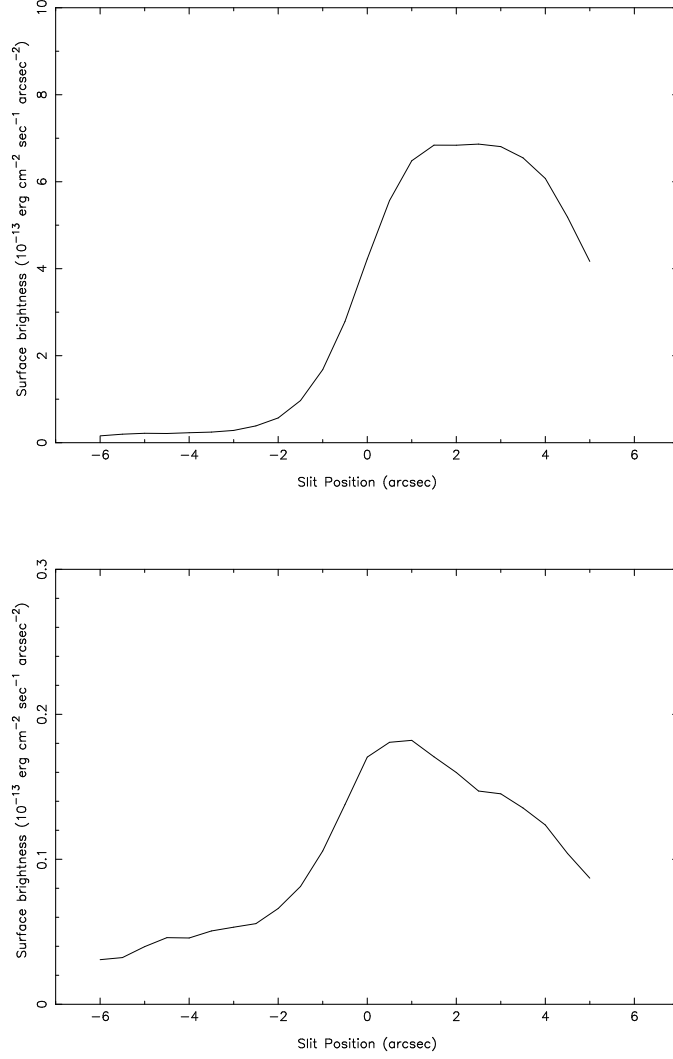 10
8
6
4
2
0
Surface brightness (10⁻¹³ erg cm⁻² sec⁻¹ arcsec⁻²)
−6 −4 −2 0 2 4 6
Slit Position (arcsec)
0.3
0.2
0.1
0
Surface brightness (10⁻¹³ erg cm⁻² sec⁻¹ arcsec⁻²)
−6 −4 −2 0 2 4 6
Slit Position (arcsec)